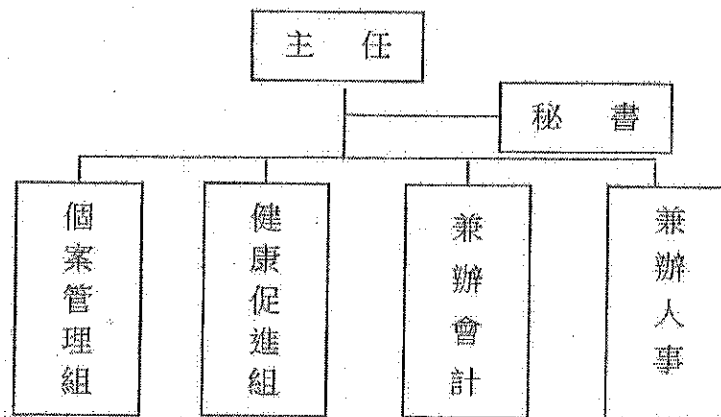 主任
秘書
個案管理組
健康促進組
兼辦會計
兼辦人事